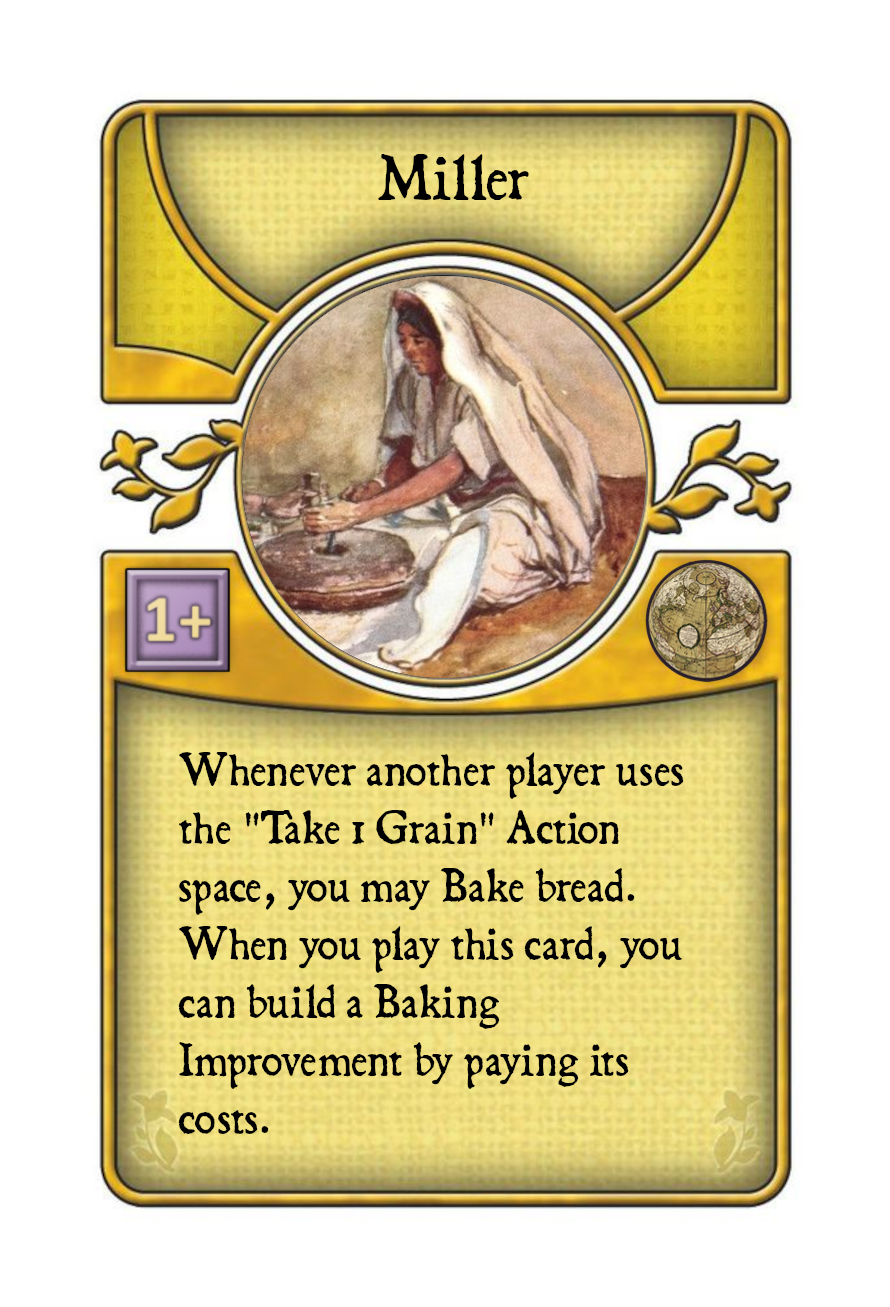 Miller
1+
Whenever another player uses
the "Take 1 Grain" Action
space, you may Bake bread.
When you play this card, you
can build a Baking
Improvement by paying its
costs.